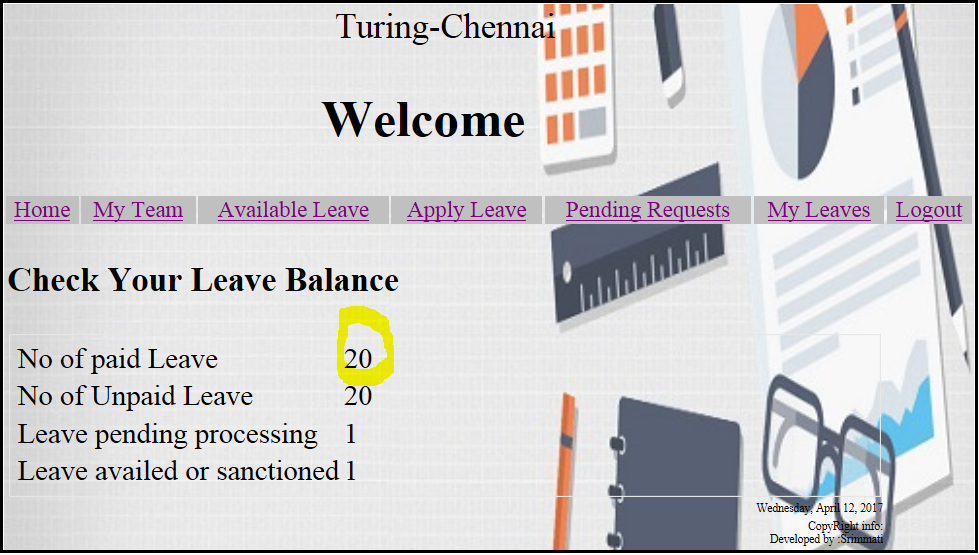 Turing-Chennai
Welcome
Home My Team Available Leave Apply Leave Pending Requests My Leaves Logout
Check Your Leave Balance
No of paid Leave 20
No of Unpaid Leave 20
Leave pending processing 1
Leave availed or sanctioned 1
Wednesday, April 12, 2017
CopyRight info:
Developed by :Srimmati